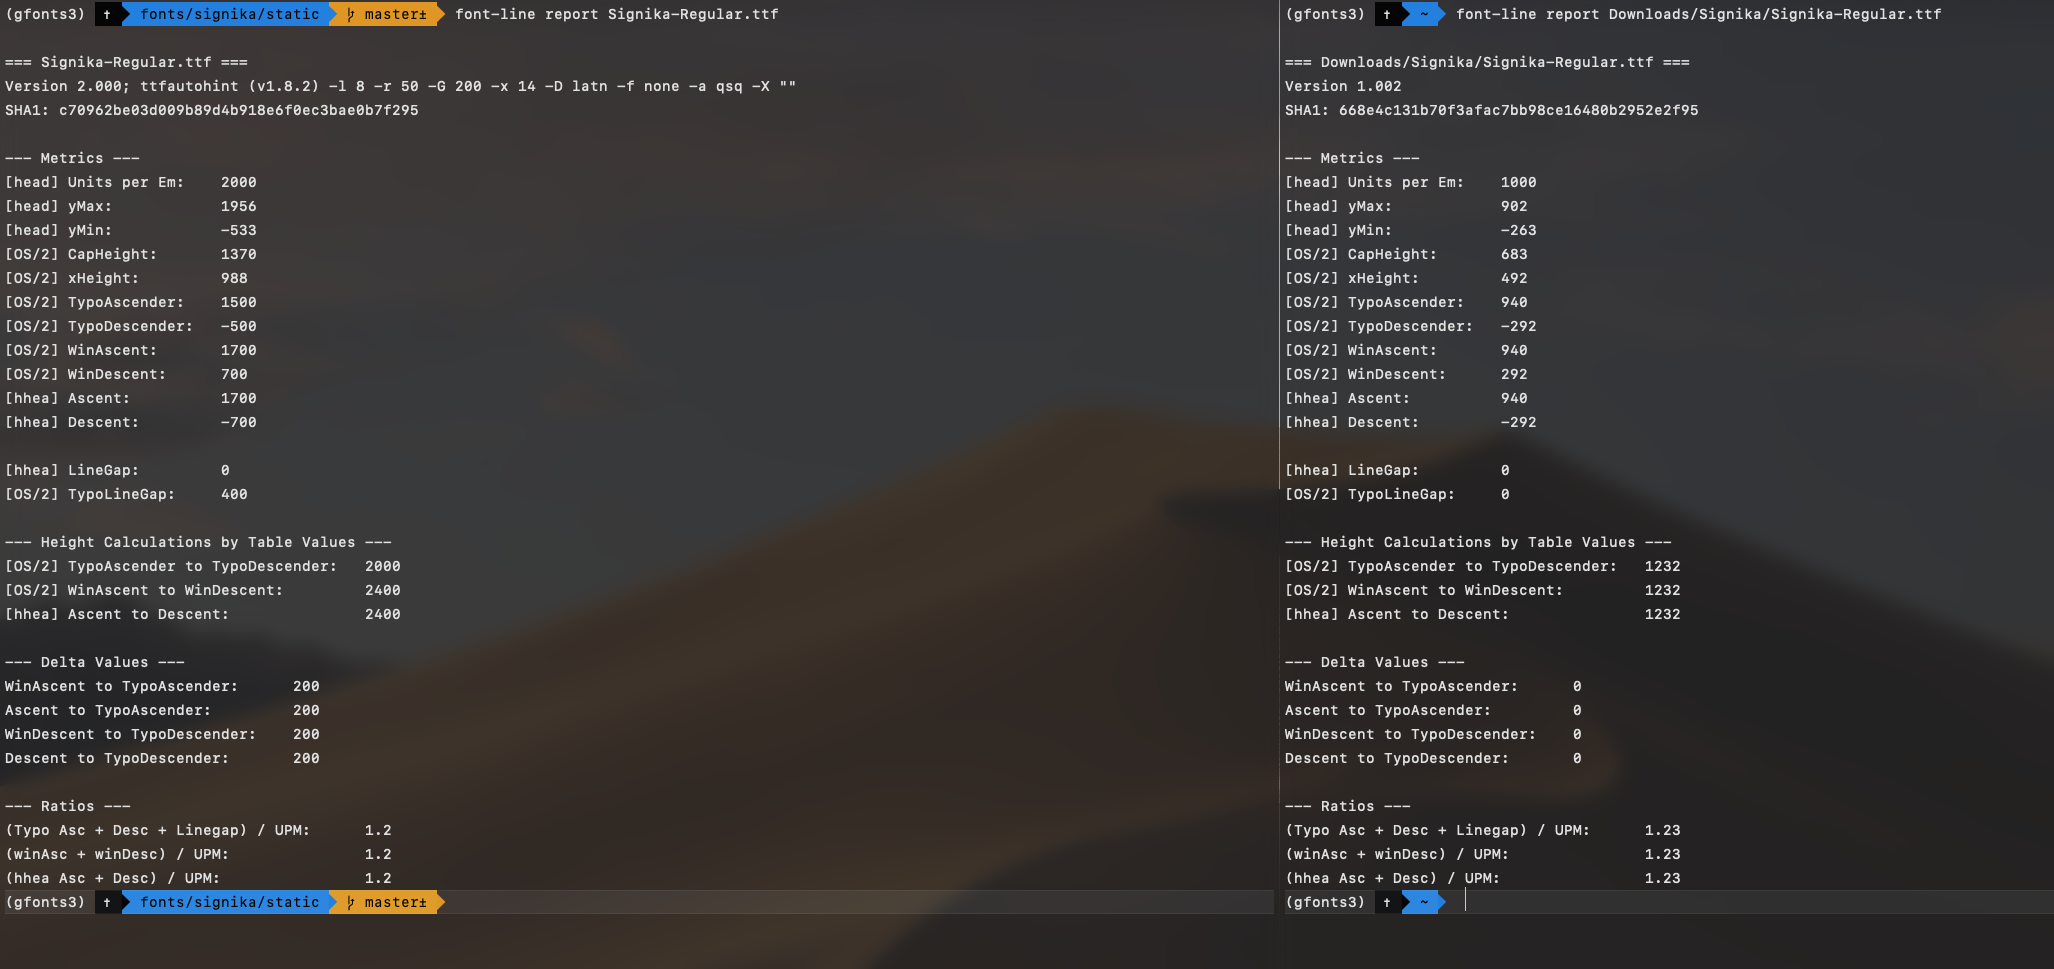 (gfonts3) † fonts/signika/static master± font-line report Signika-Regular.ttf
=== Signika-Regular.ttf ===
Version 2.000; ttfautohint (v1.8.2) -l 8 -r 50 -G 200 -x 14 -D latn -f none -a qsq -X ""
SHA1: c70962be03d009b89d4b918e6f0ec3bae0b7f295
--- Metrics ---
[head] Units per Em: 2000
[head] yMax: 1956
[head] yMin: -533
[OS/2] CapHeight: 1370
[OS/2] xHeight: 988
[OS/2] TypoAscender: 1500
[OS/2] TypoDescender: -500
[OS/2] WinAscent: 1700
[OS/2] WinDescent: 700
[hhea] Ascent: 1700
[hhea] Descent: -700
[hhea] LineGap: 0
[OS/2] TypoLineGap: 400
--- Height Calculations by Table Values ---
[OS/2] TypoAscender to TypoDescender: 2000
[OS/2] WinAscent to WinDescent: 2400
[hhea] Ascent to Descent: 2400
--- Delta Values ---
WinAscent to TypoAscender: 200
Ascent to TypoAscender: 200
WinDescent to TypoDescender: 200
Descent to TypoDescender: 200
--- Ratios ---
(Typo Asc + Desc + Linegap) / UPM: 1.2
(winAsc + winDesc) / UPM: 1.2
(hhea Asc + Desc) / UPM: 1.2
(gfonts3) † fonts/signika/static master±
(gfonts3) † ~ font-line report Downloads/Signika/Signika-Regular.ttf
=== Downloads/Signika/Signika-Regular.ttf ===
Version 1.002
SHA1: 668e4c131b70f3afac7bb98ce16480b2952e2f95
--- Metrics ---
[head] Units per Em: 1000
[head] yMax: 902
[head] yMin: -263
[OS/2] CapHeight: 683
[OS/2] xHeight: 492
[OS/2] TypoAscender: 940
[OS/2] TypoDescender: -292
[OS/2] WinAscent: 940
[OS/2] WinDescent: 292
[hhea] Ascent: 940
[hhea] Descent: -292
[hhea] LineGap: 0
[OS/2] TypoLineGap: 0
--- Height Calculations by Table Values ---
[OS/2] TypoAscender to TypoDescender: 1232
[OS/2] WinAscent to WinDescent: 1232
[hhea] Ascent to Descent: 1232
--- Delta Values ---
WinAscent to TypoAscender: 0
Ascent to TypoAscender: 0
WinDescent to TypoDescender: 0
Descent to TypoDescender: 0
--- Ratios ---
(Typo Asc + Desc + Linegap) / UPM: 1.23
(winAsc + winDesc) / UPM: 1.23
(hhea Asc + Desc) / UPM: 1.23
(gfonts3) † ~